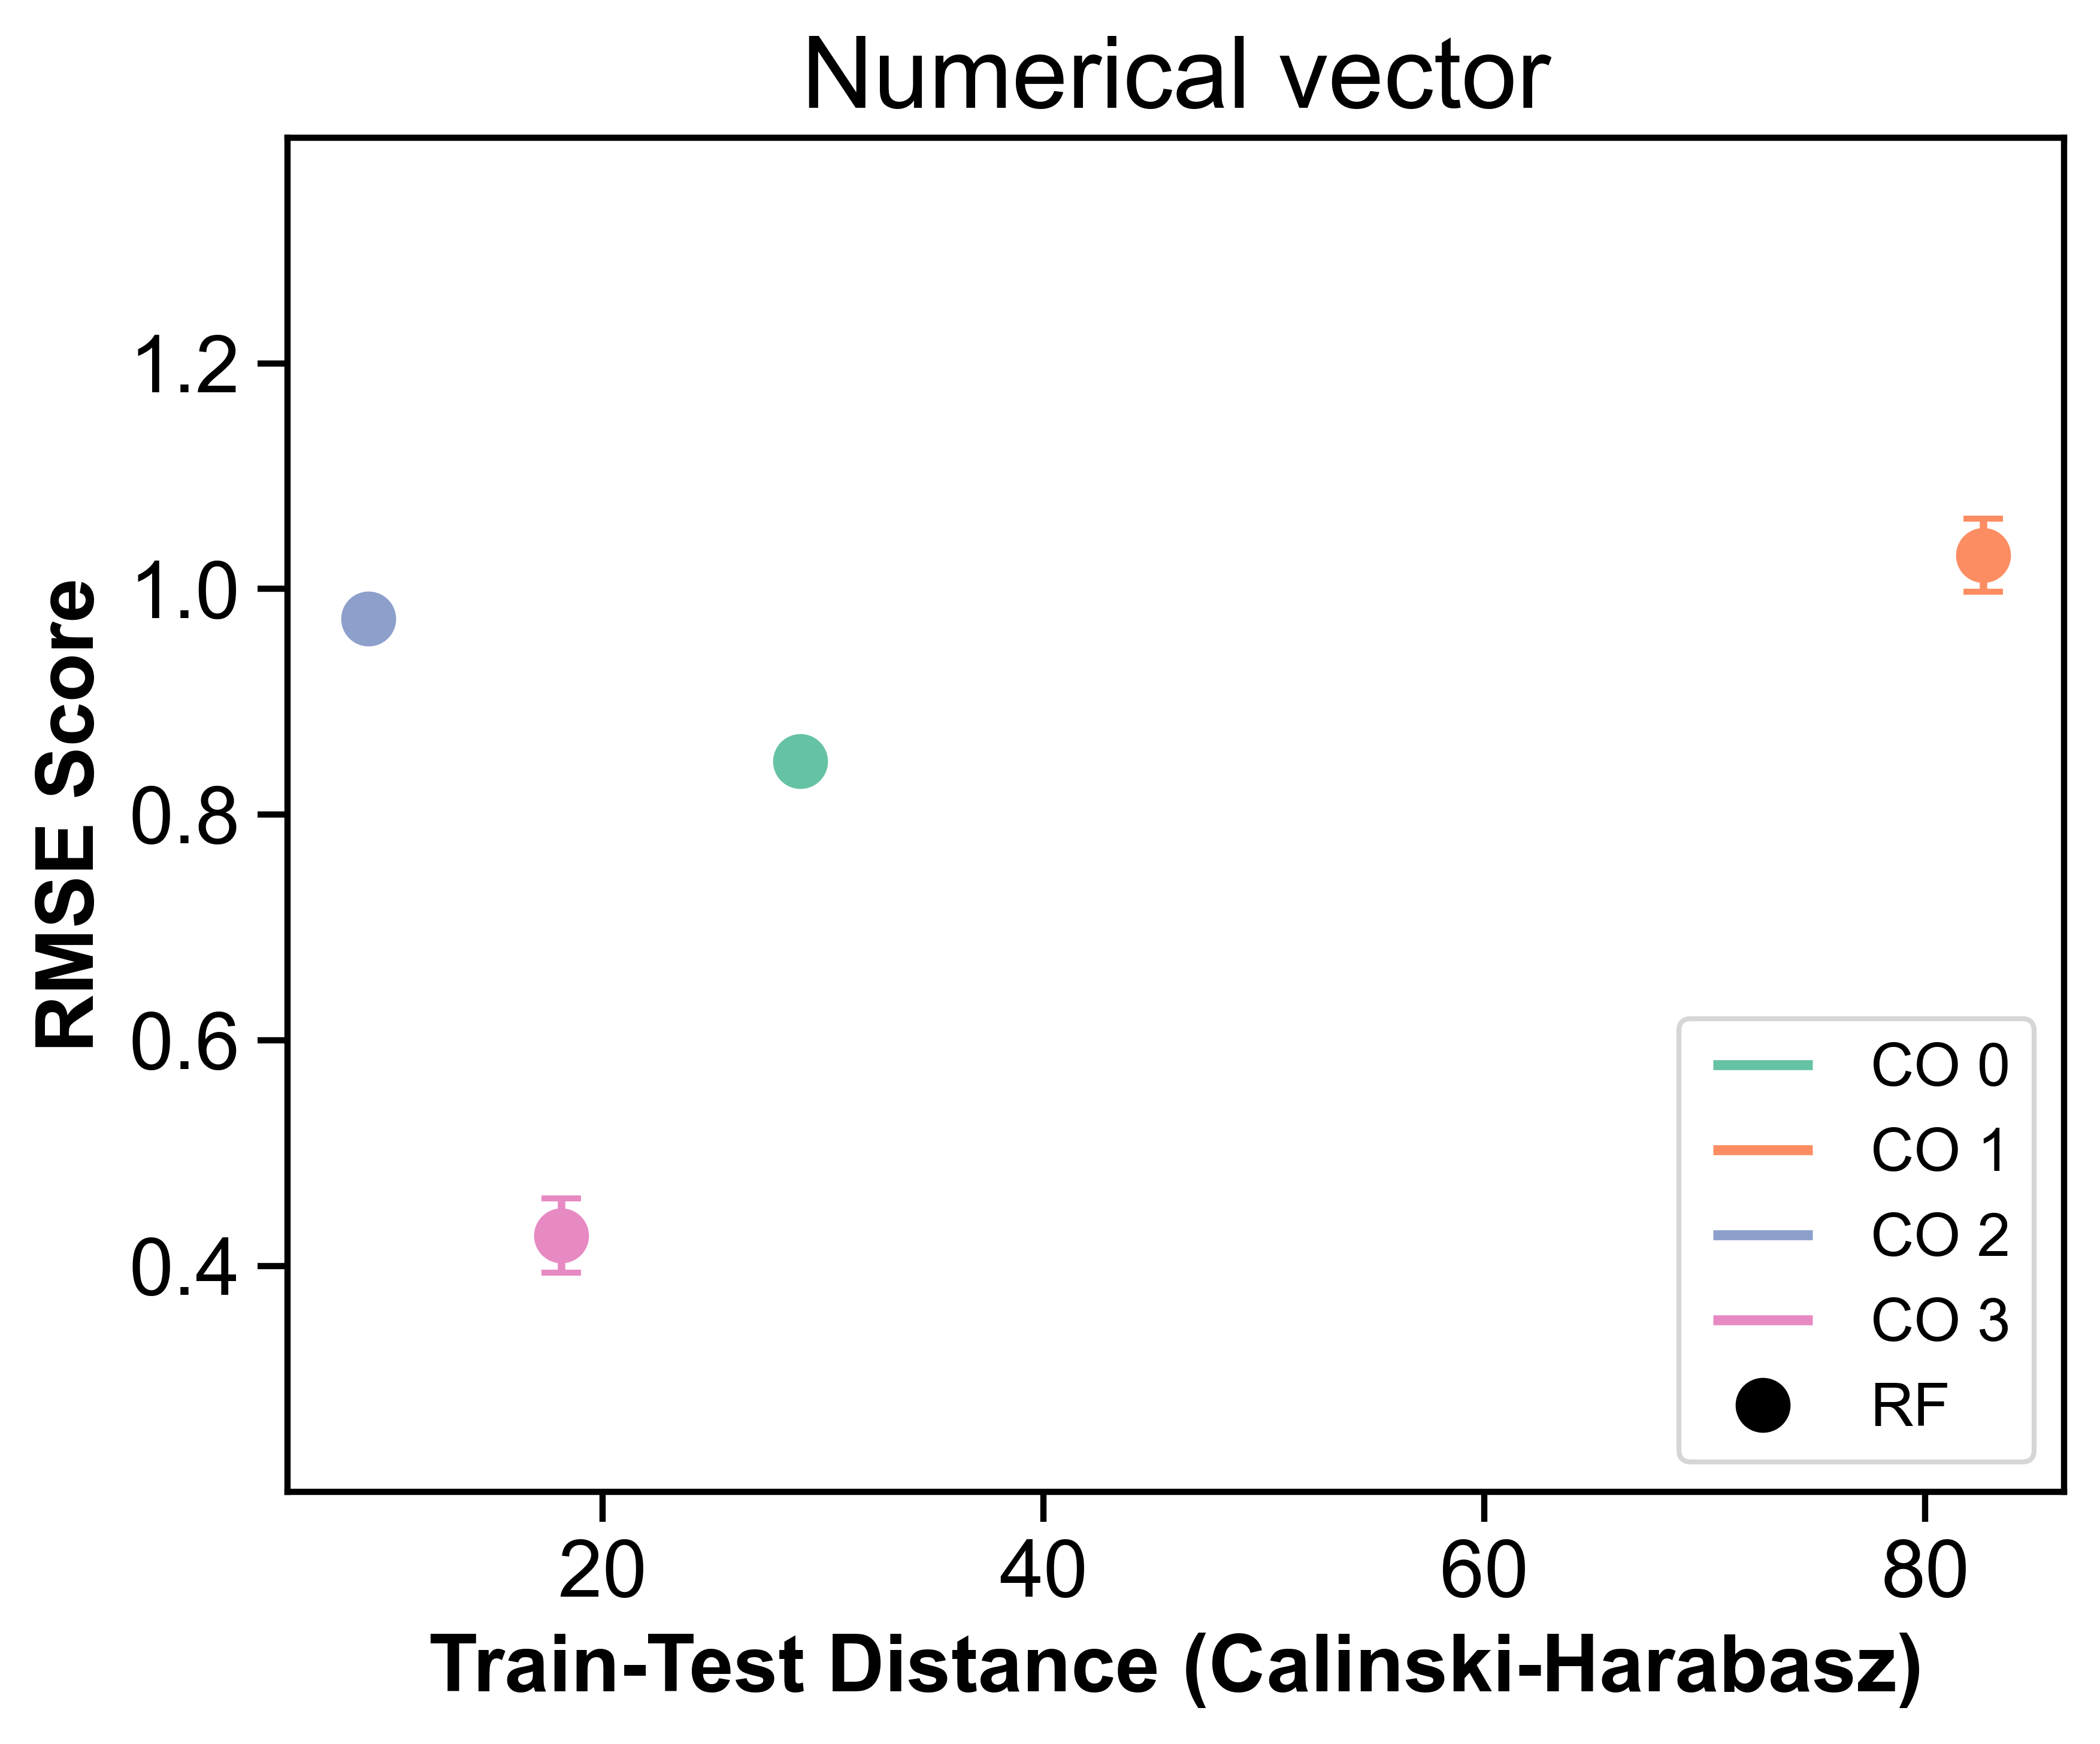 Numerical vector
RMSE Score
1.2
1.0
0.8
0.6
0.4
CO 0
CO 1
CO 2
CO 3
RF
20 40 60 80
Train-Test Distance (Calinski-Harabasz)